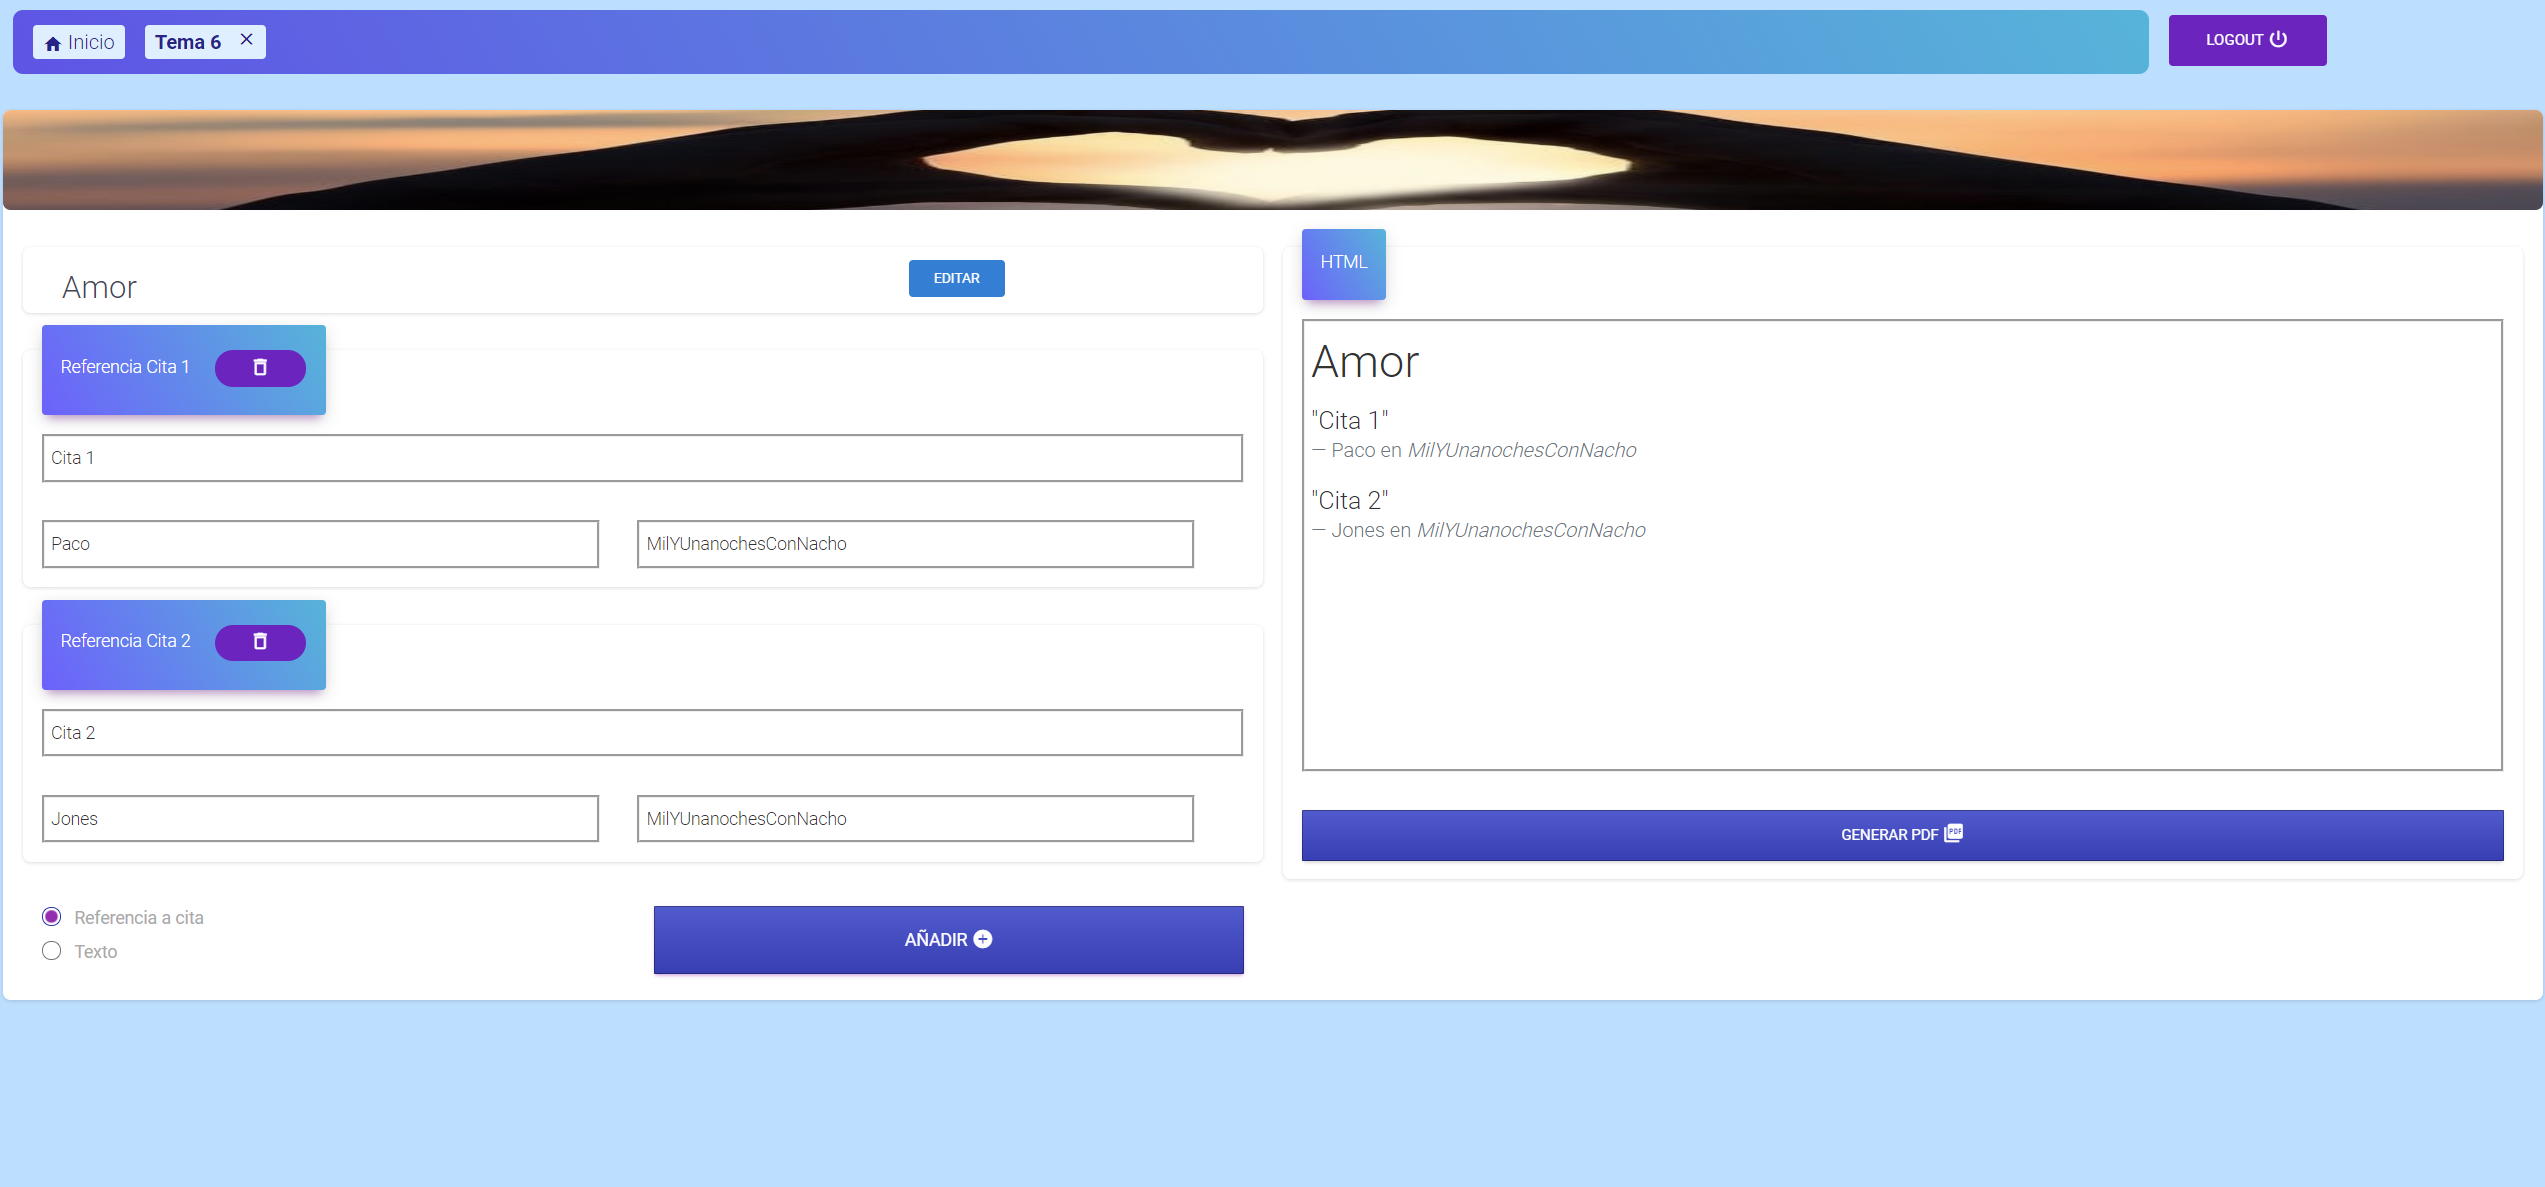 Inicio
Tema 6
LOGOUT
Amor
EDITAR
Referencia Cita 1
Cita 1
Paco
MilYUnanochesConNacho
Referencia Cita 2
Cita 2
Jones
MilYUnanochesConNacho
Referencia a cita
Texto
AÑADIR
HTML
Amor
"Cita 1"
— Paco en MilYUnanochesConNacho
"Cita 2"
— Jones en MilYUnanochesConNacho
GENERAR PDF PDF